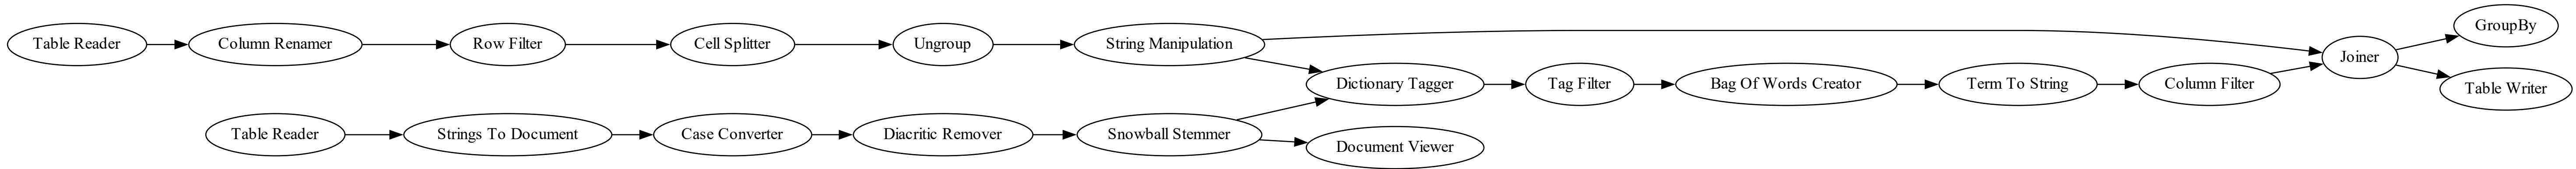 Table Reader
Column Renamer
Row Filter
Cell Splitter
Ungroup
String Manipulation
Joiner
GroupBy
Table Writer
Dictionary Tagger
Tag Filter
Bag Of Words Creator
Term To String
Column Filter
Table Reader
Strings To Document
Case Converter
Diacritic Remover
Snowball Stemmer
Document Viewer